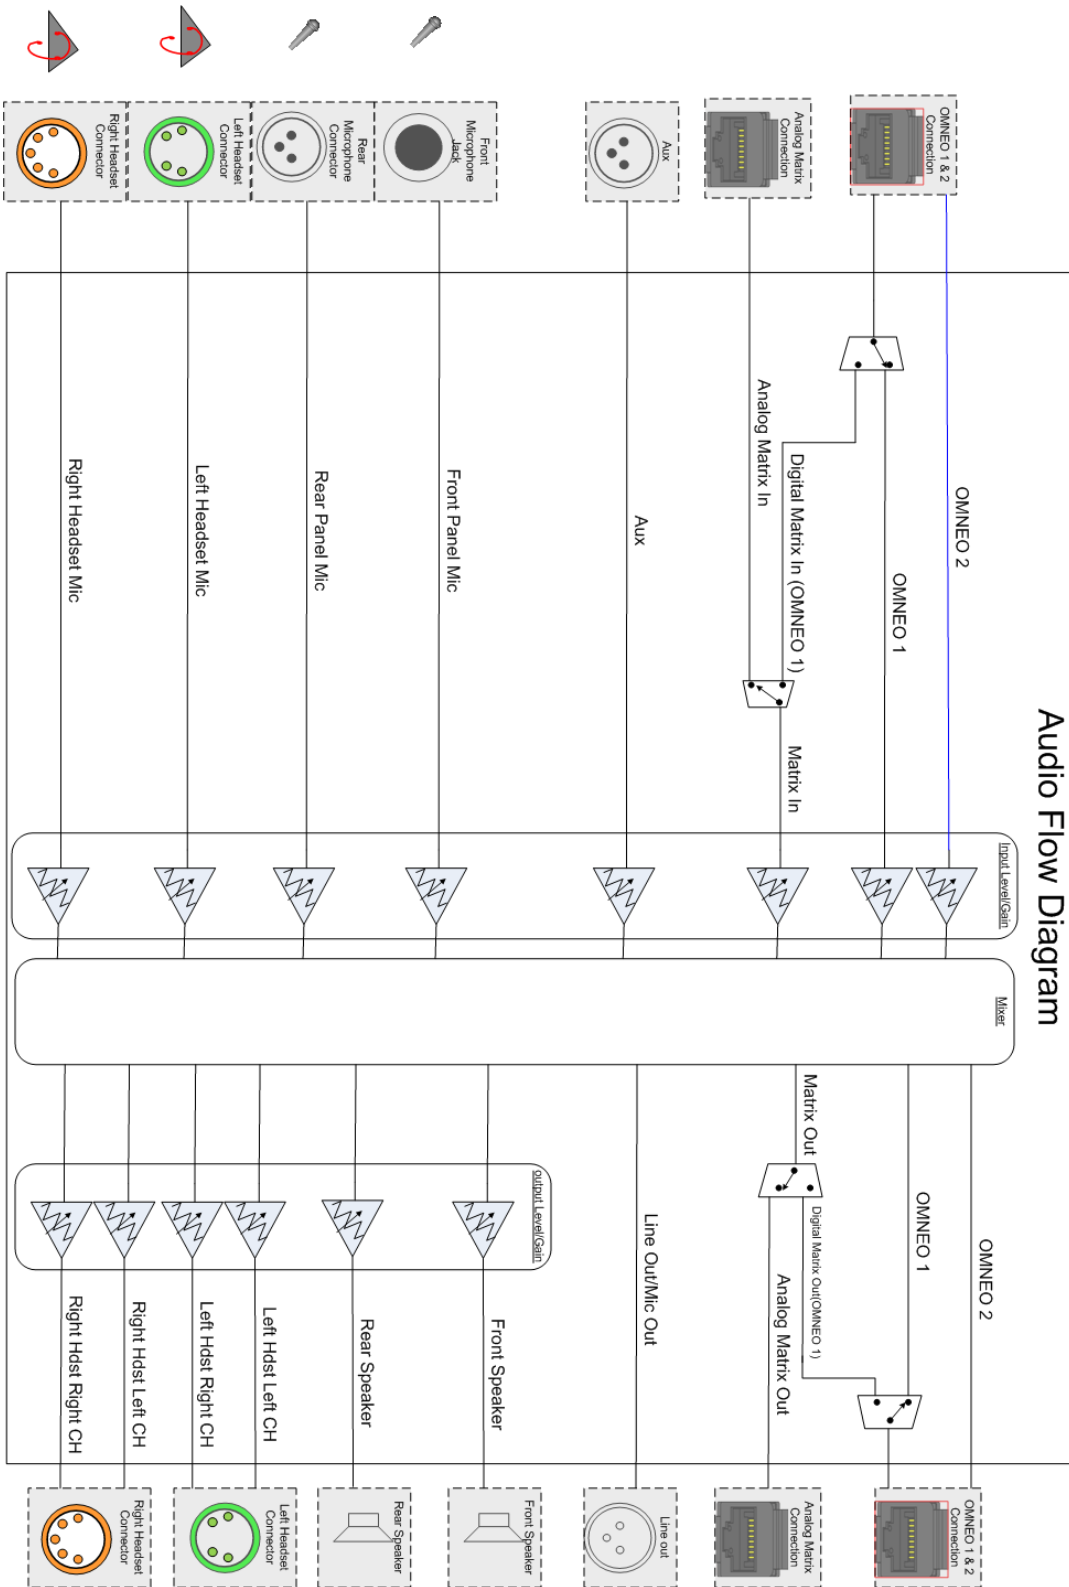 Audio Flow Diagram
OMNEO 1 & 2
Connection
Analog Matrix
Connection
Aux
Front
Microphone
Jack
Rear
Microphone
Connector
Left Headset
Connector
Right Headset
Connector
OMNEO 2
OMNEO 1
Digital Matrix In (OMNEO 1)
Analog Matrix In
Matrix In
Aux
Front Panel Mic
Rear Panel Mic
Left Headset Mic
Right Headset Mic
Input Level/Gain
Mixer
Matrix Out
output Level/Gain
OMNEO 2
OMNEO 1
Digital Matrix Out(OMNEO 1)
Analog Matrix Out
Line Out/Mic Out
Front Speaker
Rear Speaker
Left Hdst Left CH
Left Hdst Right CH
Right Hdst Left CH
Right Hdst Right CH
OMNEO 1 & 2
Connection
Analog Matrix
Connection
Line out
Front Speaker
Rear Speaker
Left Headset
Connector
Right Headset
Connector